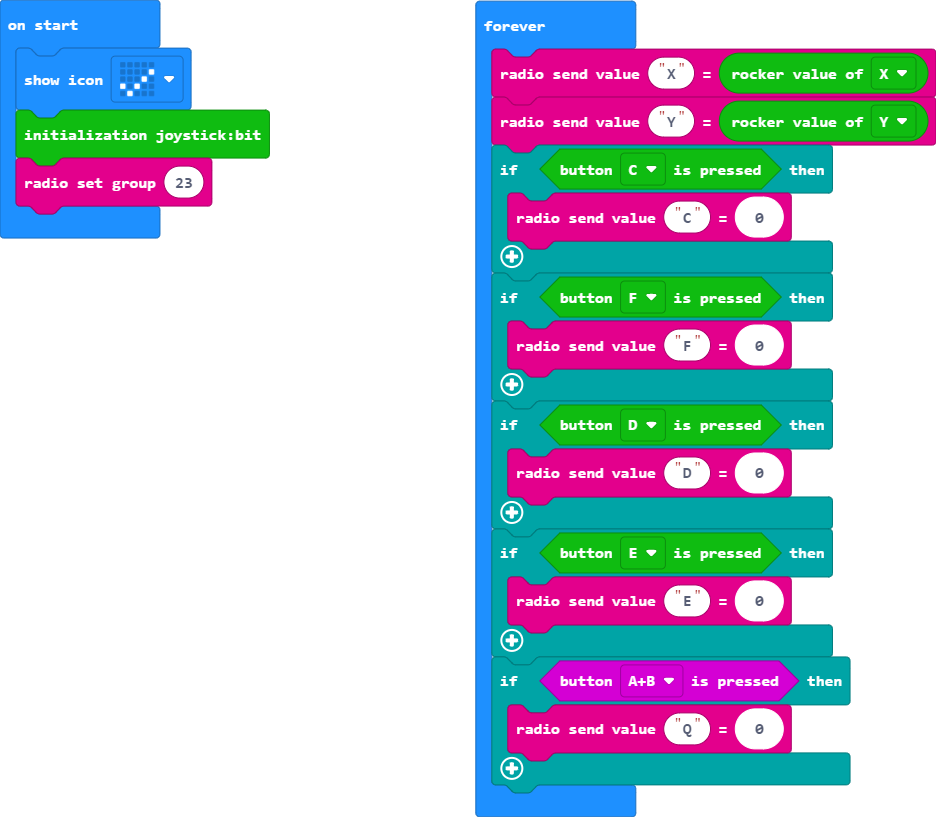 on start
show icon
initialization joystick:bit
radio set group 23
forever
radio send value "X" = rocker value of X
radio send value "Y" = rocker value of Y
if button C is pressed then
radio send value "C" = 0
if button F is pressed then
radio send value "F" = 0
if button D is pressed then
radio send value "D" = 0
if button E is pressed then
radio send value "E" = 0
if button A+B is pressed then
radio send value "Q" = 0